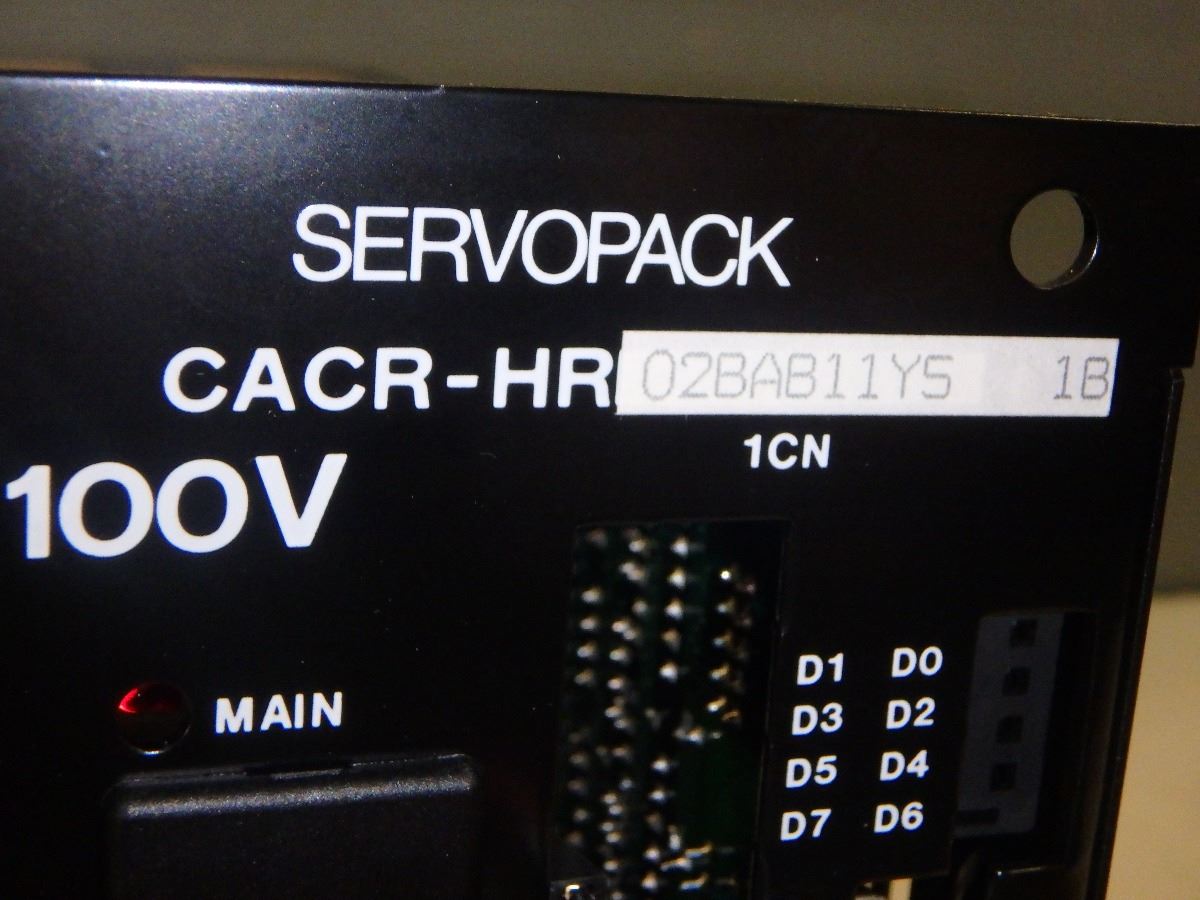 SERVOPACK
CACR-HR 02BAB11YS 1B
1CN
100V
MAIN
D1 D0
D3 D2
D5 D4
D7 D6